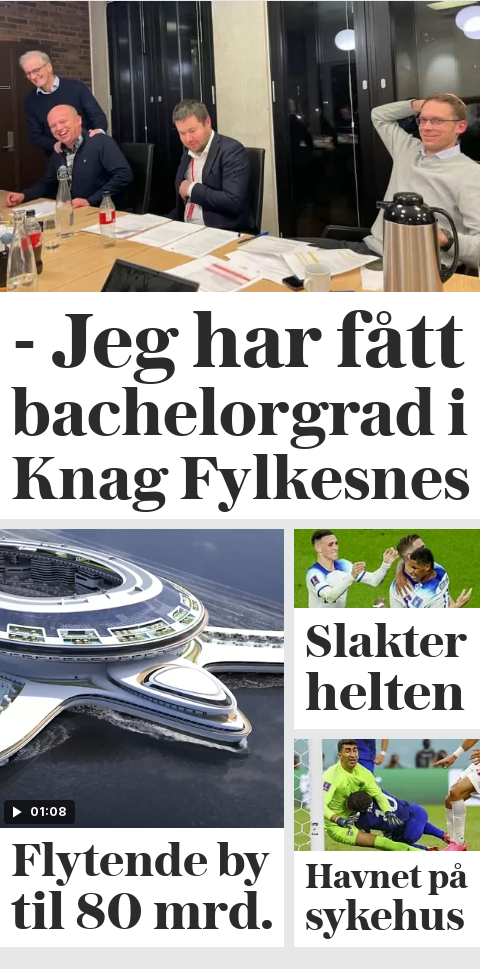 - Jeg har fått
bachelorgrad i
Knag Fylkesnes
01:08
Flytende by
til 80 mrd.
Slakter
helten
Havnet på
sykehus